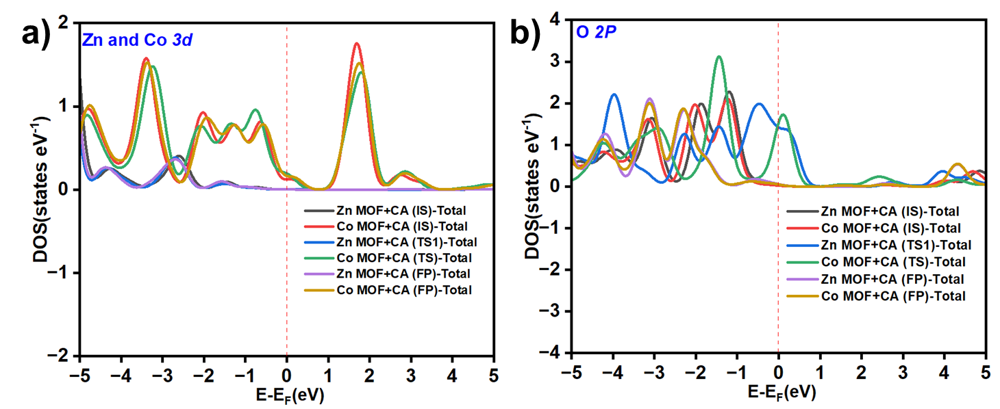 a)
Zn and Co 3d
2
1
0
−1
−2
DOS(states eV-1)
−5 −4 −3 −2 −1 0 1 2 3 4 5
E-EF(eV)
Zn MOF+CA (IS)-Total
Co MOF+CA (IS)-Total
Zn MOF+CA (TS1)-Total
Co MOF+CA (TS)-Total
Zn MOF+CA (FP)-Total
Co MOF+CA (FP)-Total
b)
O 2P
4
3
2
1
0
−1
−2
−3
−4
DOS(states eV-1)
−5 −4 −3 −2 −1 0 1 2 3 4 5
E-EF(eV)
Zn MOF+CA (IS)-Total
Co MOF+CA (IS)-Total
Zn MOF+CA (TS1)-Total
Co MOF+CA (TS)-Total
Zn MOF+CA (FP)-Total
Co MOF+CA (FP)-Total